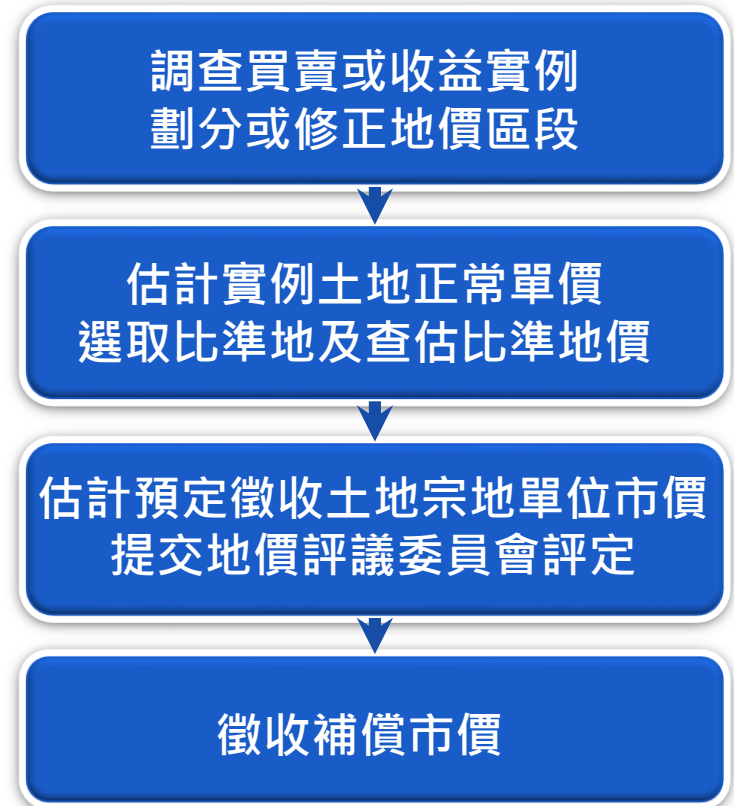 調查買賣或收益實例
劃分或修正地價區段
估計實例土地正常單價
選取比準地及查估比準地價
估計預定徵收土地宗地單位市價
提交地價評議委員會評定
徵收補償市價